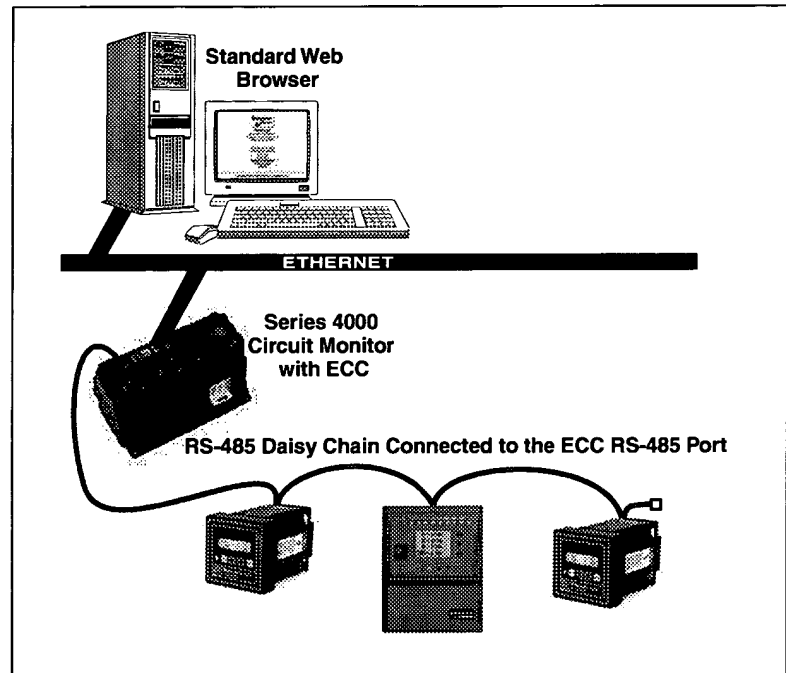 Standard Web
Browser
ETHERNET
Series 4000
Circuit Monitor
with ECC
RS-485 Daisy Chain Connected to the ECC RS-485 Port